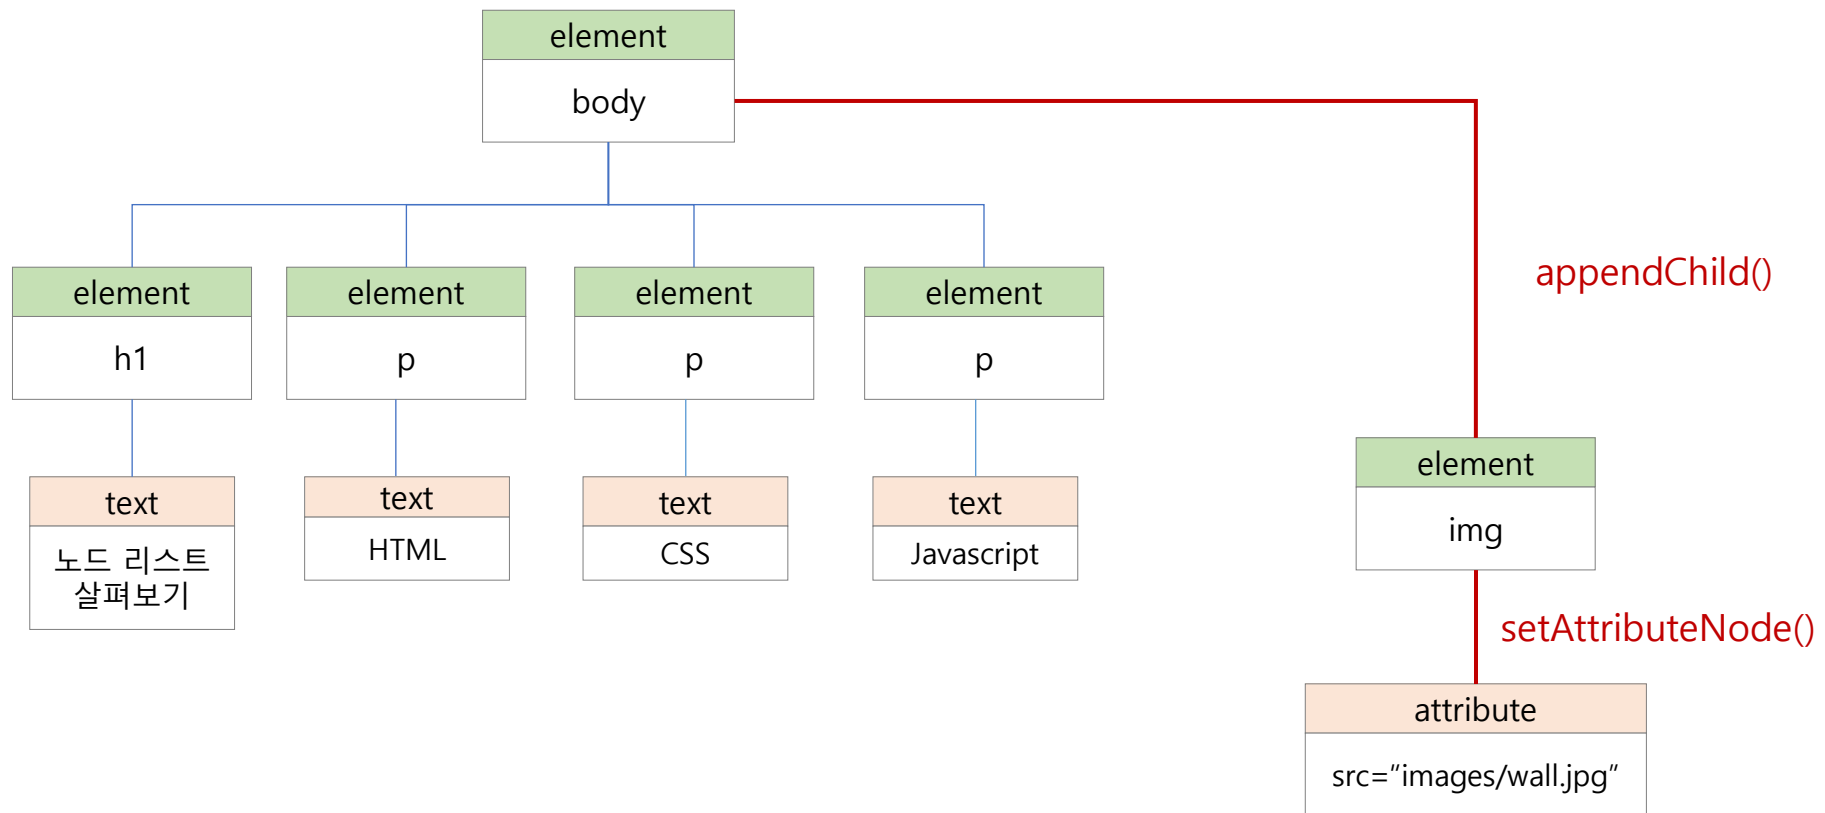 element
body
appendChild()
element
h1
element
p
element
p
element
p
element
img
text
노드 리스트
살펴보기
text
HTML
text
CSS
text
Javascript
setAttributeNode()
attribute
src=“images/wall.jpg”